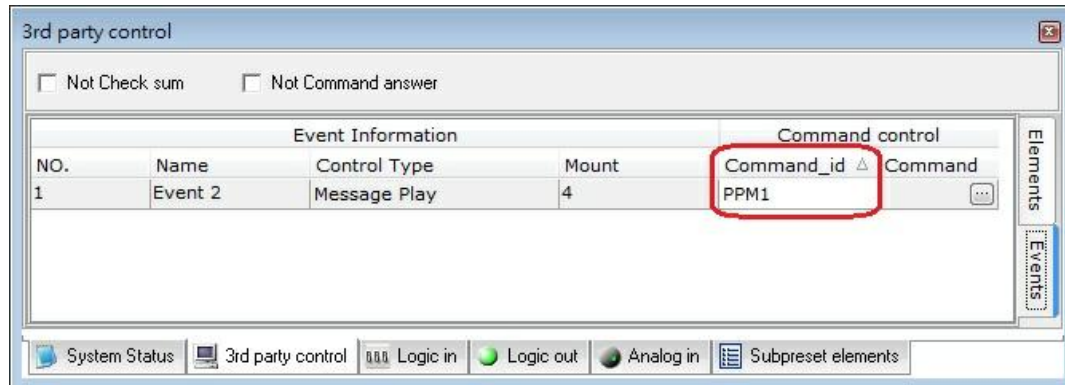 3rd party control
Not Check sum Not Command answer
Event Information Command control
NO. Name Control Type Mount Command_id Command
1 Event 2 Message Play 4 PPM1 ...
Elements
Events
System Status 3rd party control Logic in Logic out Analog in Subpreset elements